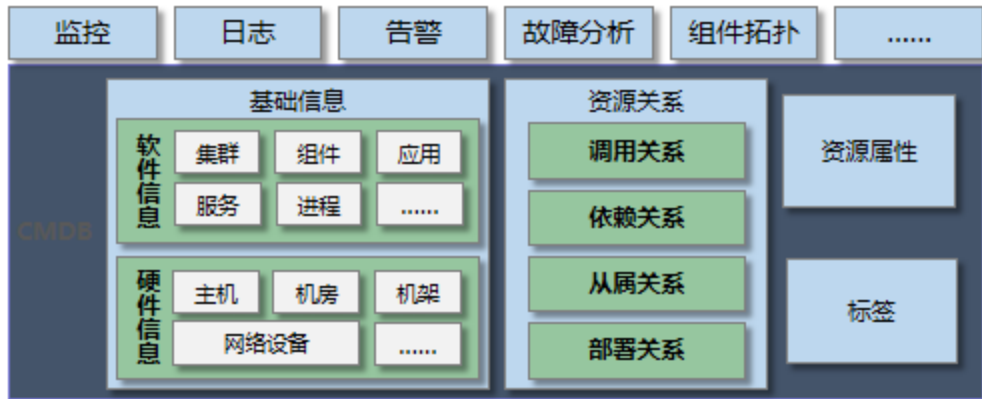 监控 日志 告警 故障分析 组件拓扑 ......
基础信息
软件信息
集群 组件 应用
服务 进程 ......
硬件信息
主机 机房 机架
网络设备 ......
资源关系
调用关系
依赖关系
从属关系
部署关系
资源属性
标签
CMDB